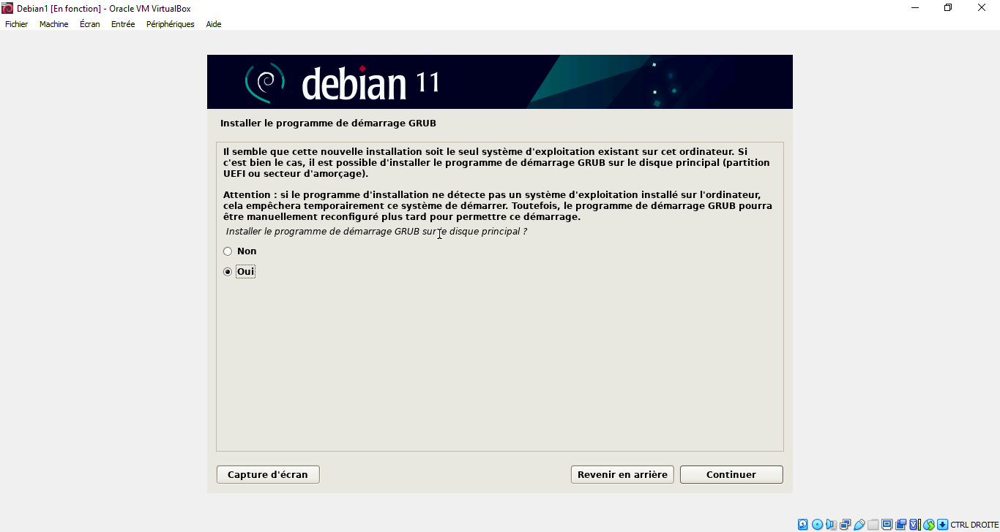 Debian1 [En fonction] - Oracle VM VirtualBox
Fichier Machine Écran Entrée Périphériques Aide
debian 11
Installer le programme de démarrage GRUB
Il semble que cette nouvelle installation soit le seul système d'exploitation existant sur cet ordinateur. Si
c'est bien le cas, il est possible d'installer le programme de démarrage GRUB sur le disque principal (partition
UEFI ou secteur d'amorçage).
Attention : si le programme d'installation ne détecte pas un système d'exploitation installé sur l'ordinateur,
cela empêchera temporairement ce système de démarrer. Toutefois, le programme de démarrage GRUB pourra
être manuellement reconfiguré plus tard pour permettre ce démarrage.
Installer le programme de démarrage GRUB sur le disque principal ?
Non
Oui
Capture d'écran Revenir en arrière Continuer
CTRL DROITE